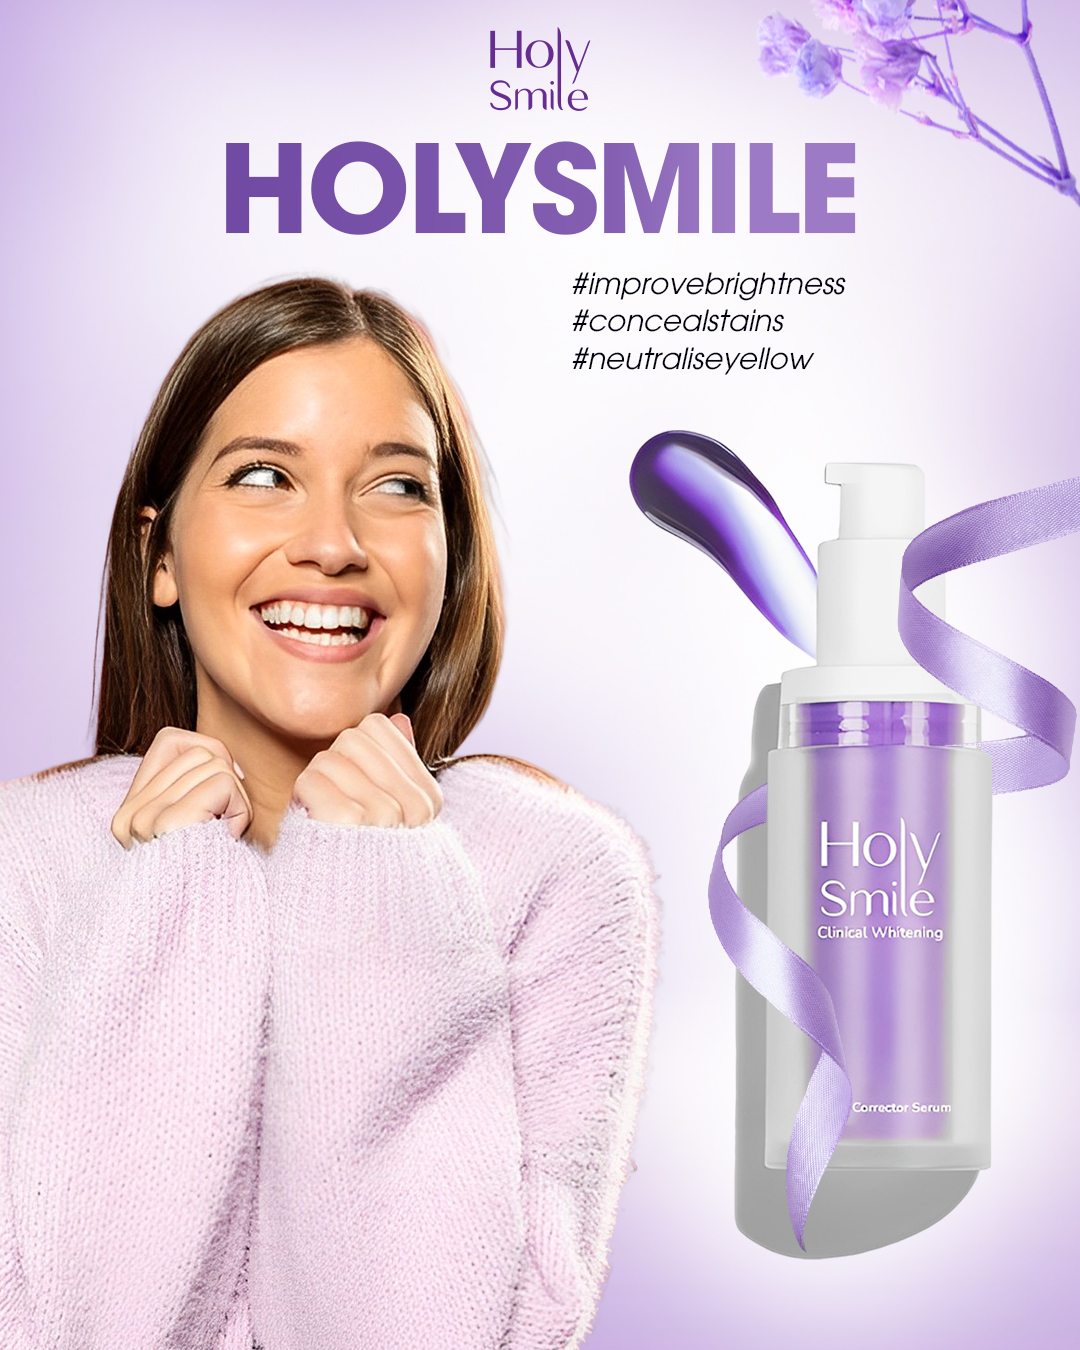 Holy
Smile
HOLYSMILE
#improvebrightness
#concealstains
#neutraliseyellow
Holy
Smile
Clinical Whitening
Corrector Serum